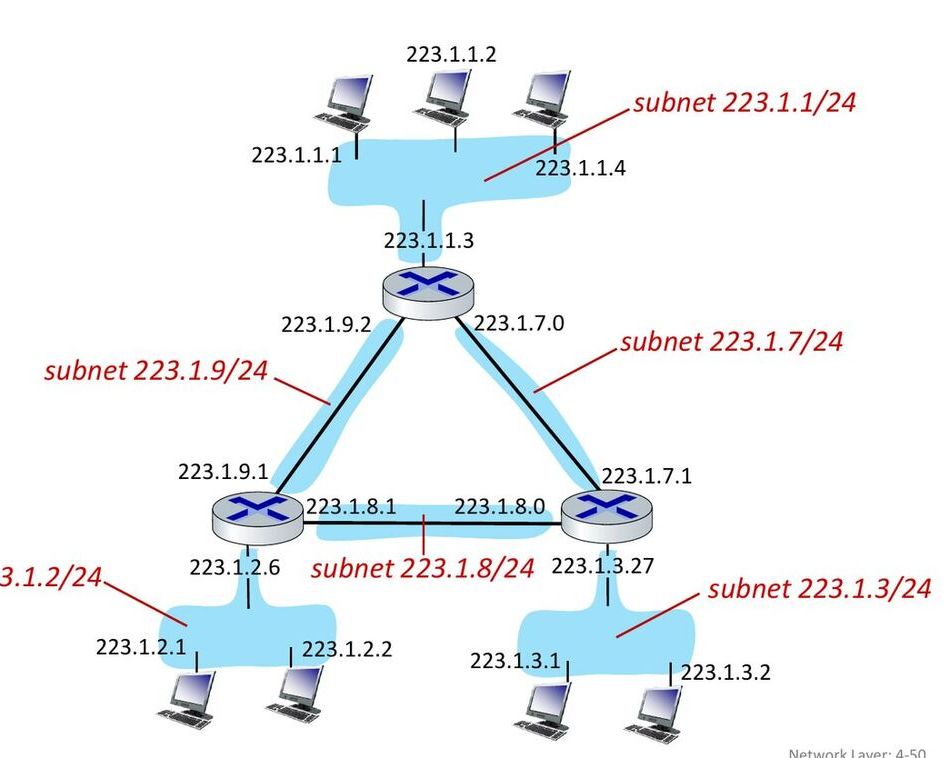 223.1.1.2
subnet 223.1.1/24
223.1.1.1
223.1.1.4
223.1.1.3
223.1.9.2
223.1.7.0
subnet 223.1.7/24
subnet 223.1.9/24
223.1.9.1
223.1.7.1
223.1.8.1
223.1.8.0
223.1.2.6
subnet 223.1.8/24
223.1.3.27
3.1.2/24
subnet 223.1.3/24
223.1.2.1
223.1.2.2
223.1.3.1
223.1.3.2
Network Layer: 4-50